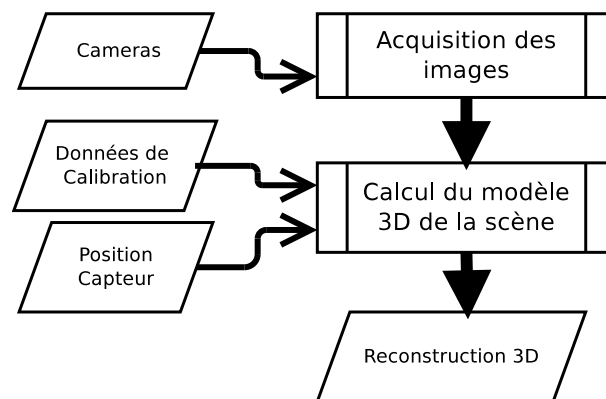 Cameras
Acquisition des
images
Données de
Calibration
Calcul du modèle
3D de la scène
Position
Capteur
Reconstruction 3D